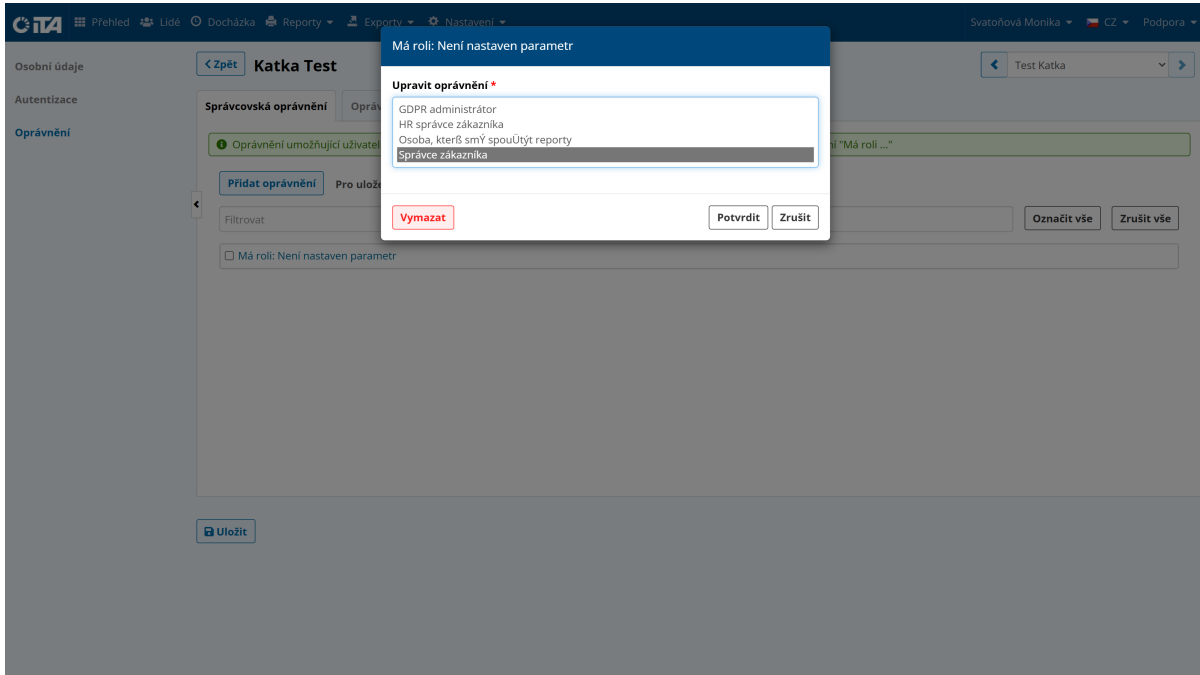 iTA Přehled Lidé Docházka Reporty Exporty Nastavení Svatoňová Monika CZ Podpora
Má roli: Není nastaven parametr
Osobní údaje
Zpět Katka Test
Test Katka
Upravit oprávnění *
Autentizace
Správcovská oprávnění Opráv
GDPR administrátor
HR správce zákazníka
Oprávnění
Osoba, kterß smÝ spouÜtýt reporty
Oprávnění umožňující uživatel
ní "Má roli ..."
Správce zákazníka
Přidat oprávnění Pro ulože
Filtrovat
Vymazat Potvrdit Zrušit
Označit vše Zrušit vše
Má roli: Není nastaven parametr
Uložit